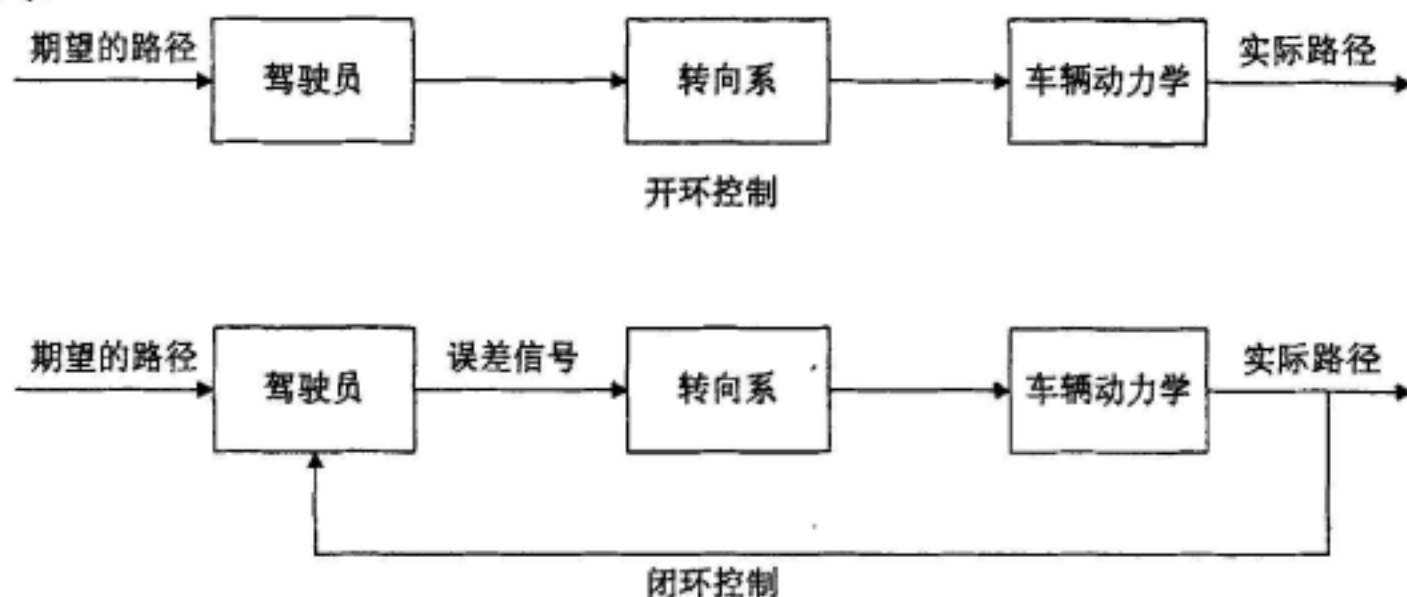 期望的路径
驾驶员
转向系
车辆动力学
实际路径
开环控制
期望的路径
驾驶员
误差信号
转向系
车辆动力学
实际路径
闭环控制